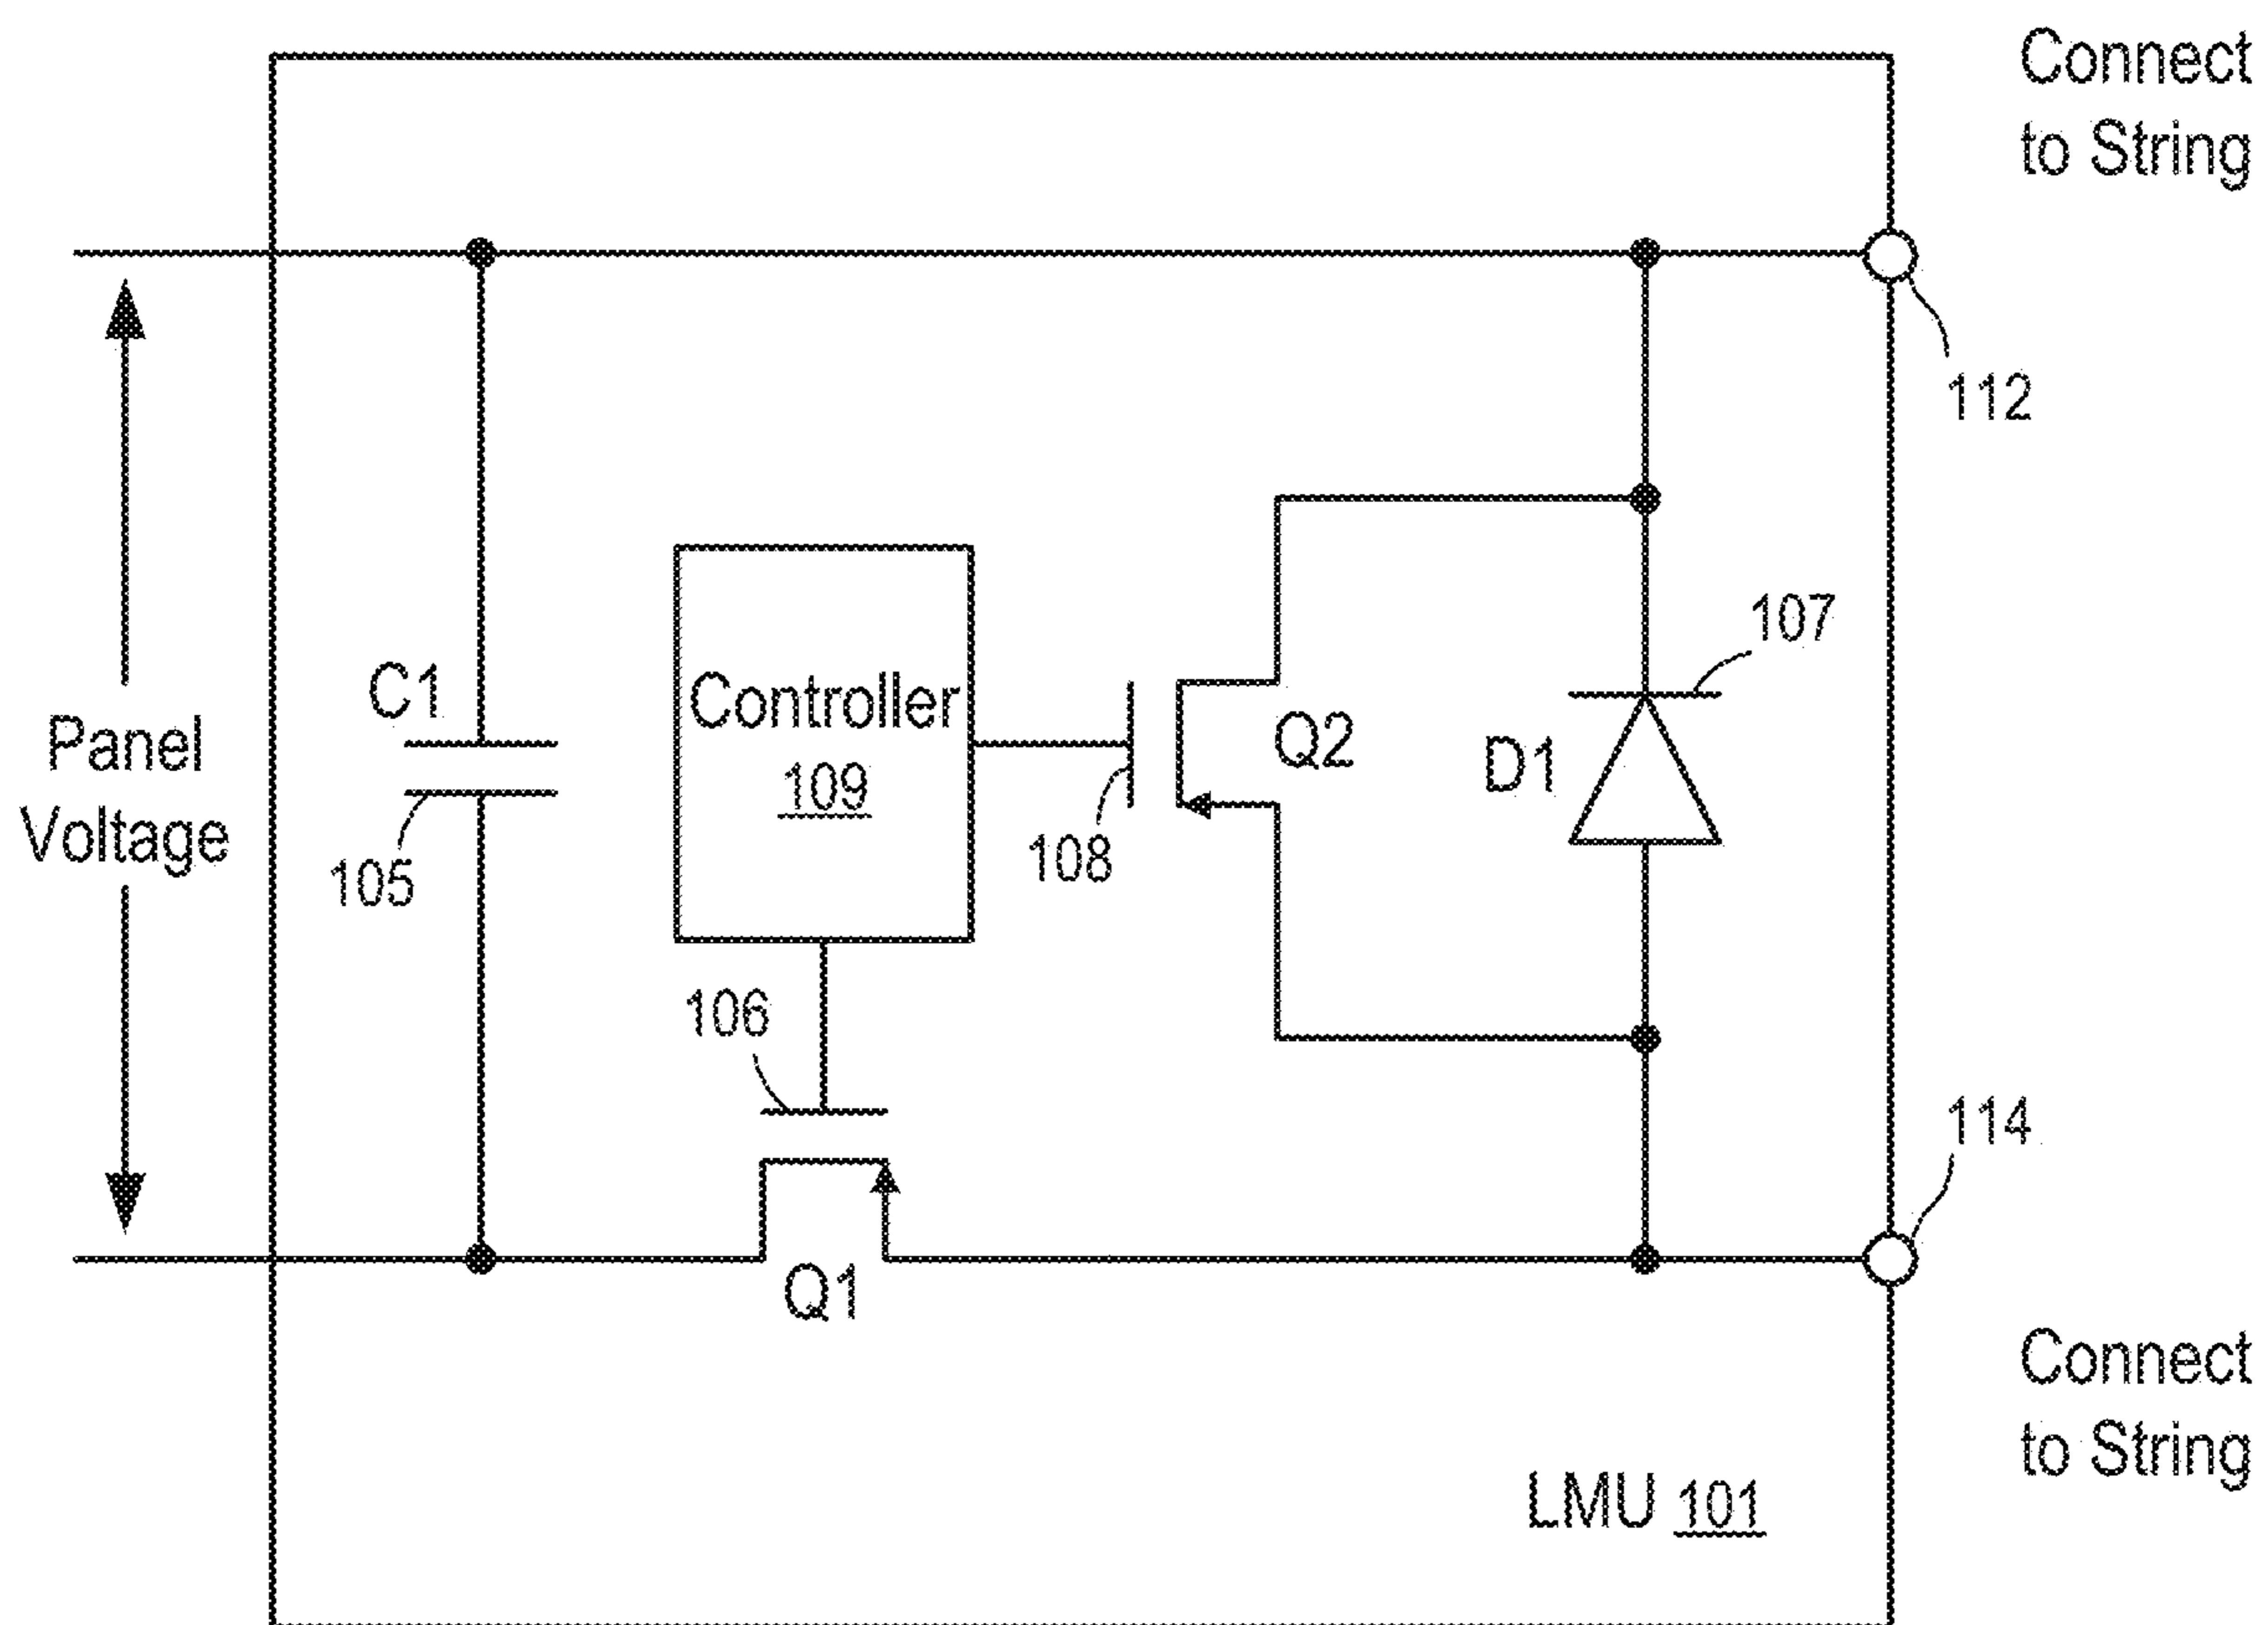 Connect
to String
112
107
C1
Controller
109
Q2
D1
Panel
Voltage
105
108
106
114
Q1
Connect
to String
LMU 101